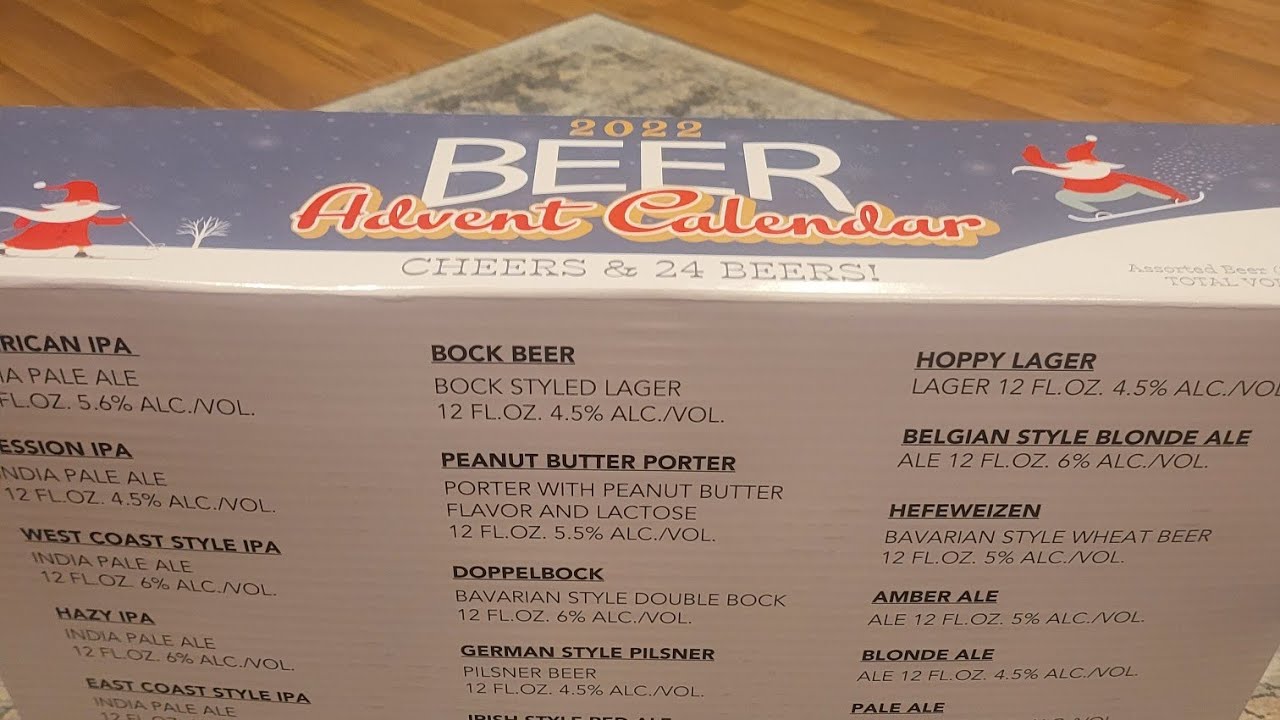 2022
BEER
Advent Calendar
CHEERS & 24 BEERS!
Assorted Beer
TOTAL
RICAN IPA
IA PALE ALE
FL.OZ. 5.6% ALC./VOL.
ESSION IPA
INDIA PALE ALE
12 FL.OZ. 4.5% ALC./VOL.
WEST COAST STYLE IPA
INDIA PALE ALE
12 FL.OZ. 6% ALC./VOL.
HAZY IPA
INDIA PALE ALE
12 FL.OZ. 6% ALC./VOL.
EAST COAST STYLE IPA
INDIA PALE ALE
BOCK BEER
BOCK STYLED LAGER
12 FL.OZ. 4.5% ALC./VOL.
PEANUT BUTTER PORTER
PORTER WITH PEANUT BUTTER
FLAVOR AND LACTOSE
12 FL.OZ. 5.5% ALC./VOL.
DOPPELBOCK
BAVARIAN STYLE DOUBLE BOCK
12 FL.OZ. 6% ALC./VOL.
GERMAN STYLE PILSNER
PILSNER BEER
12 FL.OZ. 4.5% ALC./VOL.
IRISH STYLE RED ALE
HOPPY LAGER
LAGER 12 FL.OZ. 4.5% ALC./VOL
BELGIAN STYLE BLONDE ALE
ALE 12 FL.OZ. 6% ALC./VOL.
HEFEWEIZEN
BAVARIAN STYLE WHEAT BEER
12 FL.OZ. 5% ALC./VOL.
AMBER ALE
ALE 12 FL.OZ. 5% ALC./VOL.
BLONDE ALE
ALE 12 FL.OZ. 4.5% ALC./VOL.
PALE ALE